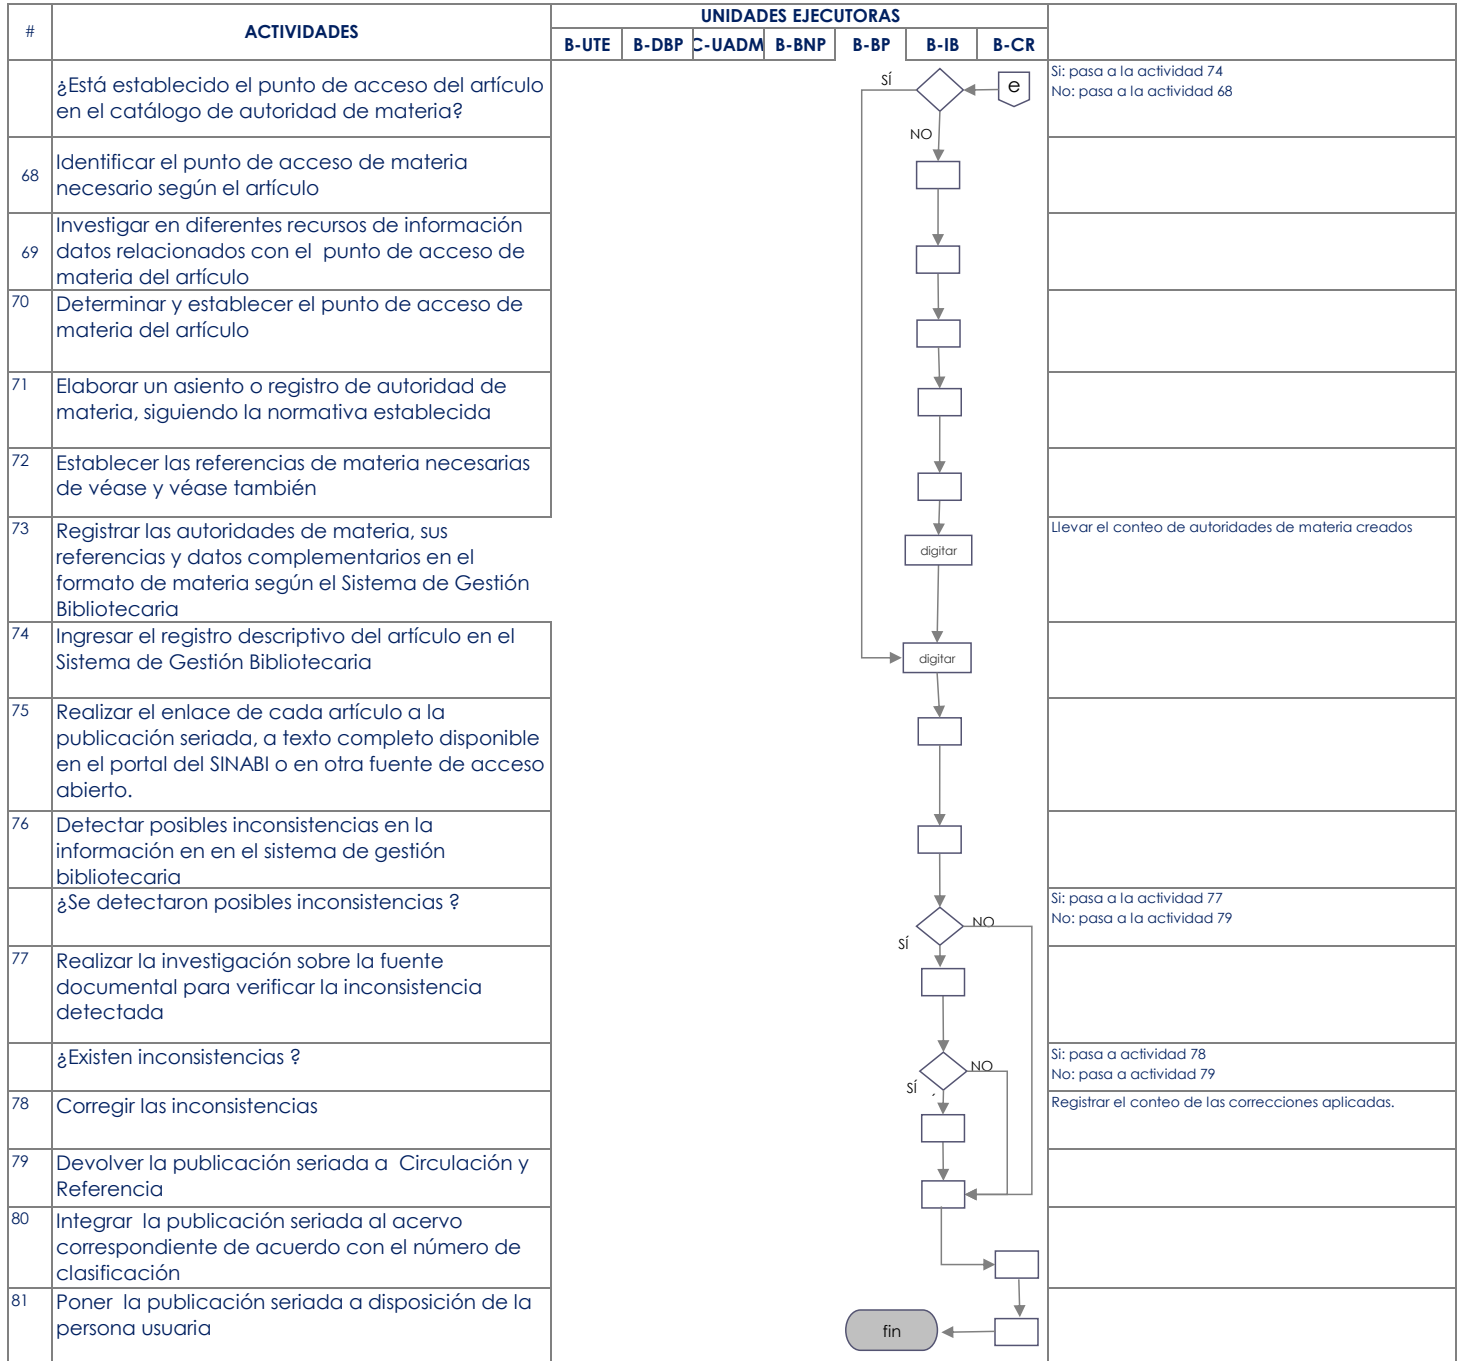 #
ACTIVIDADES
UNIDADES EJECUTORAS
B-UTE
B-DBP
C-UADM
B-BNP
B-BP
B-IB
B-CR
¿Está establecido el punto de acceso del artículo
en el catálogo de autoridad de materia?
SÍ
e
NO
Si: pasa a la actividad 74
No: pasa a la actividad 68
68
Identificar el punto de acceso de materia
necesario según el artículo
69
Investigar en diferentes recursos de información
datos relacionados con el punto de acceso de
materia del artículo
70
Determinar y establecer el punto de acceso de
materia del artículo
71
Elaborar un asiento o registro de autoridad de
materia, siguiendo la normativa establecida
72
Establecer las referencias de materia necesarias
de véase y véase también
73
Registrar las autoridades de materia, sus
referencias y datos complementarios en el
formato de materia según el Sistema de Gestión
Bibliotecaria
digitar
Llevar el conteo de autoridades de materia creados
74
Ingresar el registro descriptivo del artículo en el
Sistema de Gestión Bibliotecaria
digitar
75
Realizar el enlace de cada artículo a la
publicación seriada, a texto completo disponible
en el portal del SINABI o en otra fuente de acceso
abierto.
76
Detectar posibles inconsistencias en la
información en en el sistema de gestión
bibliotecaria
¿Se detectaron posibles inconsistencias ?
NO
SÍ
Si: pasa a la actividad 77
No: pasa a la actividad 79
77
Realizar la investigación sobre la fuente
documental para verificar la inconsistencia
detectada
¿Existen inconsistencias ?
NO
SÍ
Si: pasa a actividad 78
No: pasa a actividad 79
78
Corregir las inconsistencias
Registrar el conteo de las correcciones aplicadas.
79
Devolver la publicación seriada a Circulación y
Referencia
80
Integrar la publicación seriada al acervo
correspondiente de acuerdo con el número de
clasificación
81
Poner la publicación seriada a disposición de la
persona usuaria
fin